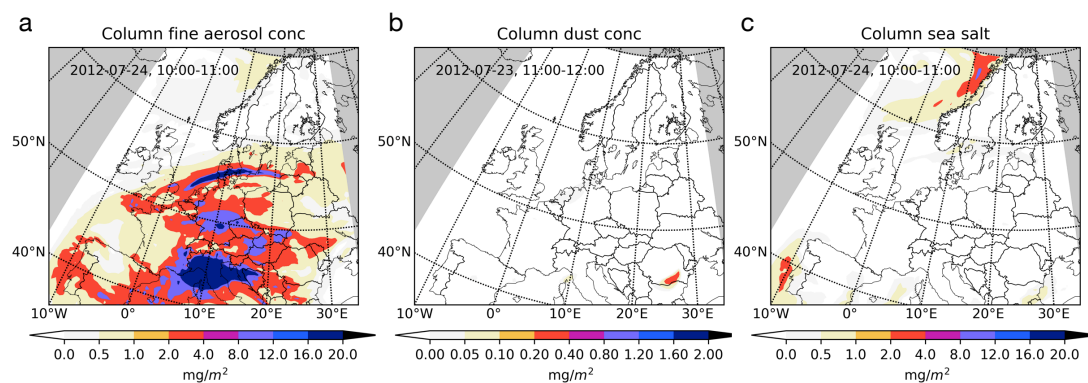 a
Column fine aerosol conc
2012-07-24, 10:00-11:00
50°N
40°N
10°W 0° 10°E 20°E 30°E
0.0 0.5 1.0 2.0 4.0 8.0 12.0 16.0 20.0
mg/m²
b
Column dust conc
2012-07-23, 11:00-12:00
50°N
40°N
10°W 0° 10°E 20°E 30°E
0.00 0.05 0.10 0.20 0.40 0.80 1.20 1.60 2.00
mg/m²
c
Column sea salt
2012-07-24, 10:00-11:00
50°N
40°N
10°W 0° 10°E 20°E 30°E
0.0 0.5 1.0 2.0 4.0 8.0 12.0 16.0 20.0
mg/m²